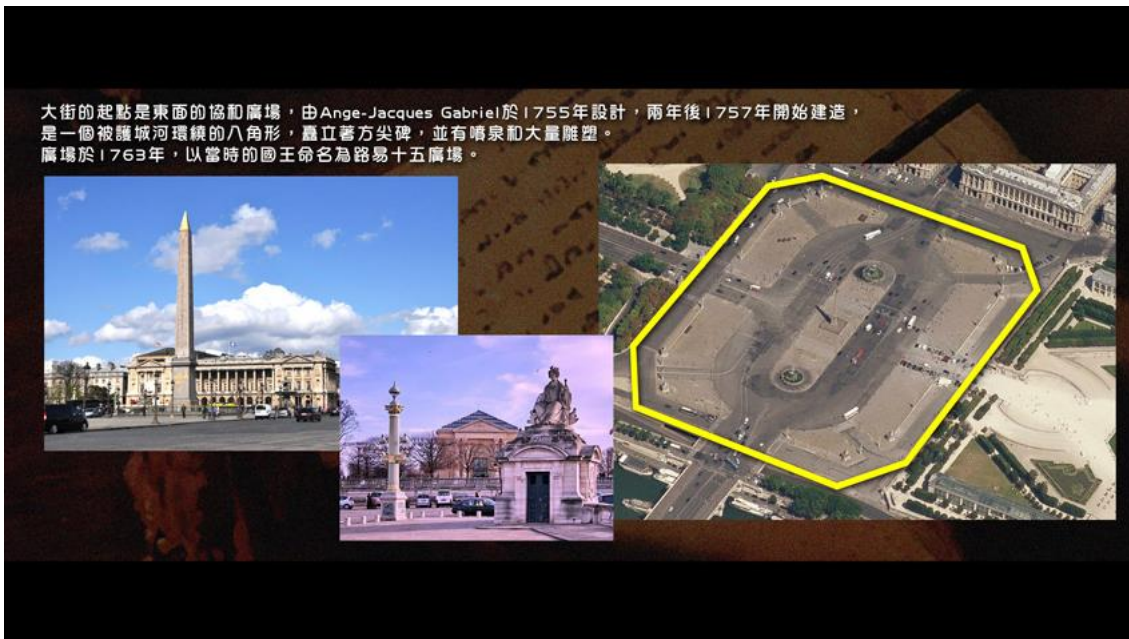 大街的起點是東面的協和廣場，由Ange-Jacques Gabriel於1755年設計，兩年後1757年開始建造，
是一個被護城河環繞的八角形，矗立著方尖碑，並有噴泉和大量雕塑。
廣場於1763年，以當時的國王命名為路易十五廣場。